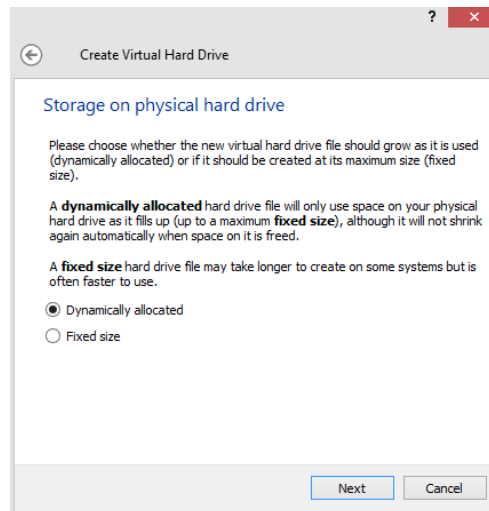 ?
Create Virtual Hard Drive
Storage on physical hard drive
Please choose whether the new virtual hard drive file should grow as it is used
(dynamically allocated) or if it should be created at its maximum size (fixed
size).
A dynamically allocated hard drive file will only use space on your physical
hard drive as it fills up (up to a maximum fixed size), although it will not shrink
again automatically when space on it is freed.
A fixed size hard drive file may take longer to create on some systems but is
often faster to use.
Dynamically allocated
Fixed size
Next Cancel